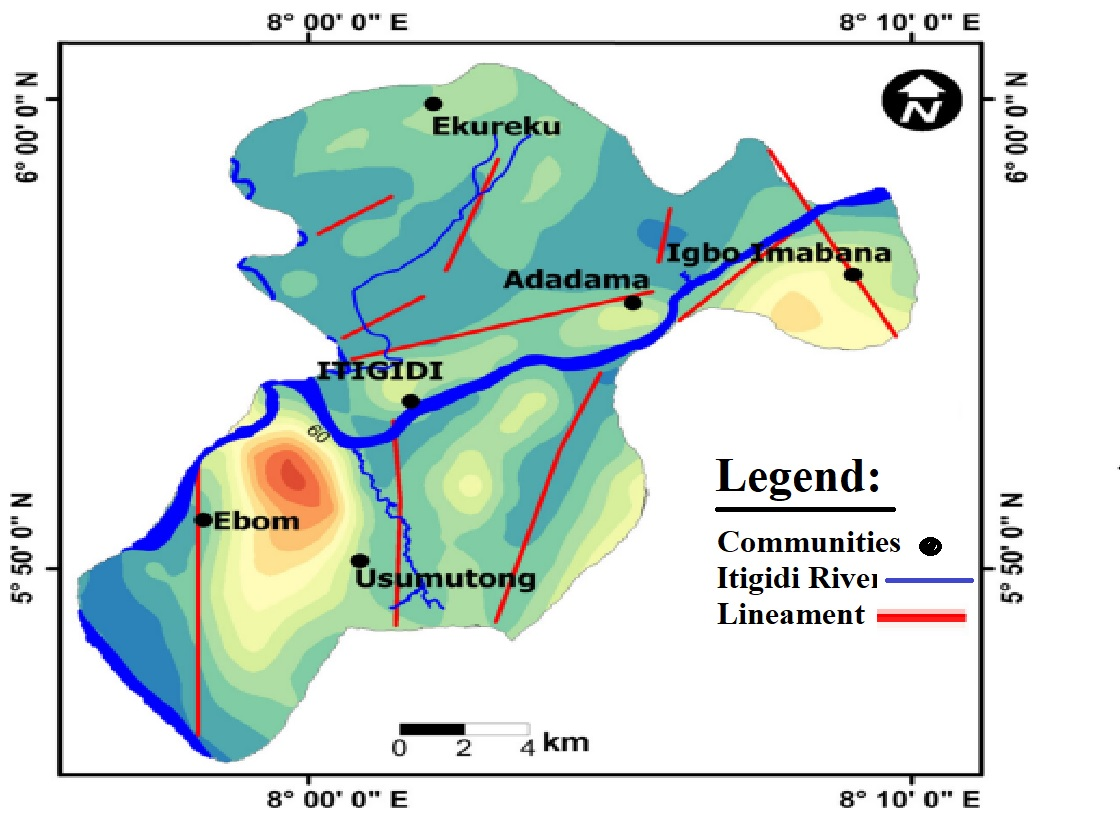 8° 00' 0" E
8° 10' 0" E
6° 00' 0" N
6° 00' 0" N
N
Ekureku
Igbo Imabana
Adadama
ITIGIDI
60
Legend:
Ebom
Communities
Usumutong
Itigidi River
Lineament
5° 50' 0" N
5° 50' 0" N
0 2 4 km
8° 00' 0" E
8° 10' 0" E